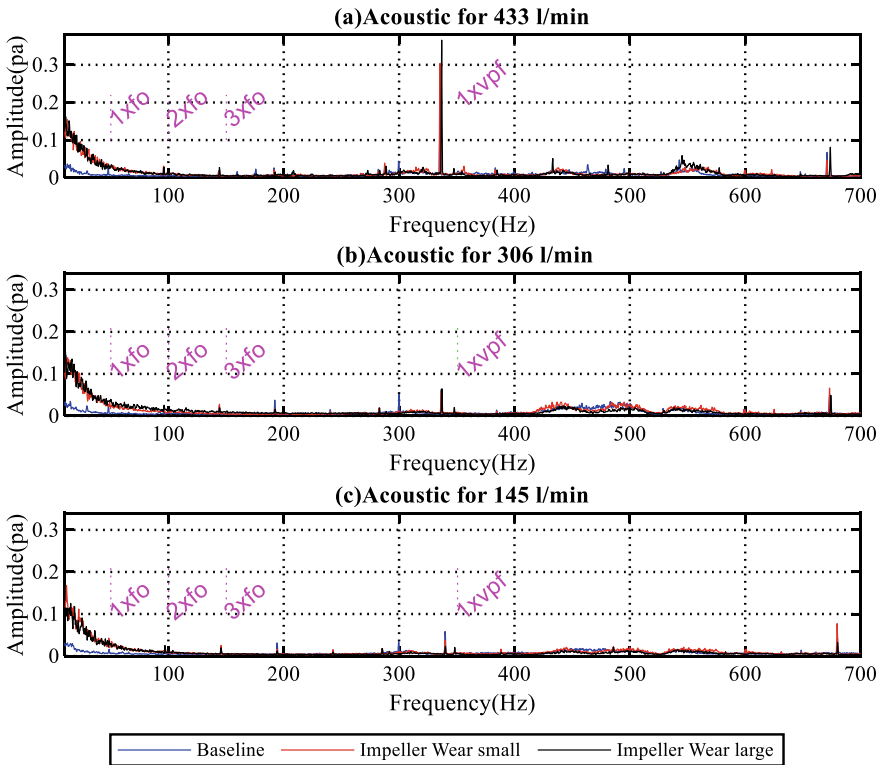 (a)Acoustic for 433 l/min
Amplitude(pa)
0.3
0.2
0.1
0
1xfo
2xfo
3xfo
1xvpf
100 200 300 400 500 600 700
Frequency(Hz)
(b)Acoustic for 306 l/min
Amplitude(pa)
0.3
0.2
0.1
0
1xfo
2xfo
3xfo
1xvpf
100 200 300 400 500 600 700
Frequency(Hz)
(c)Acoustic for 145 l/min
Amplitude(pa)
0.3
0.2
0.1
0
1xfo
2xfo
3xfo
1xvpf
100 200 300 400 500 600 700
Frequency(Hz)
Baseline Impeller Wear small Impeller Wear large